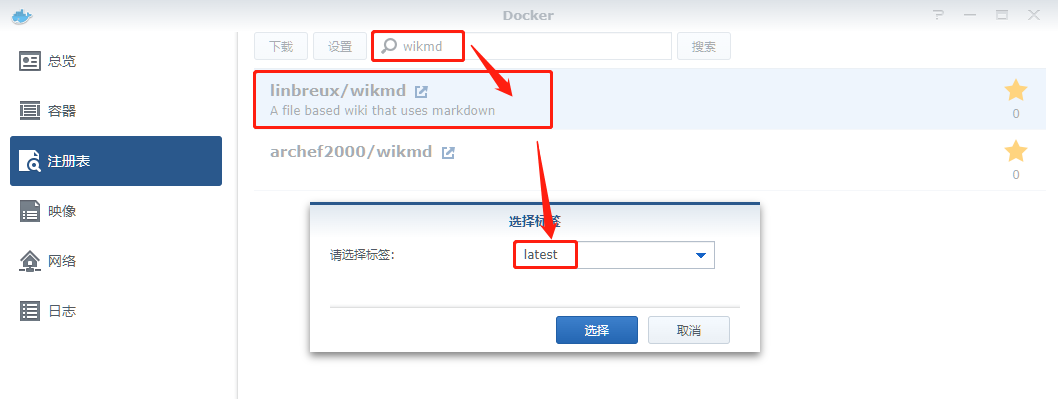 Docker
总览
容器
注册表
映像
网络
日志
下载 设置 wikmd 搜索
linbreux/wikmd
A file based wiki that uses markdown
0
archef2000/wikmd
0
选择标签
请选择标签: latest
选择 取消